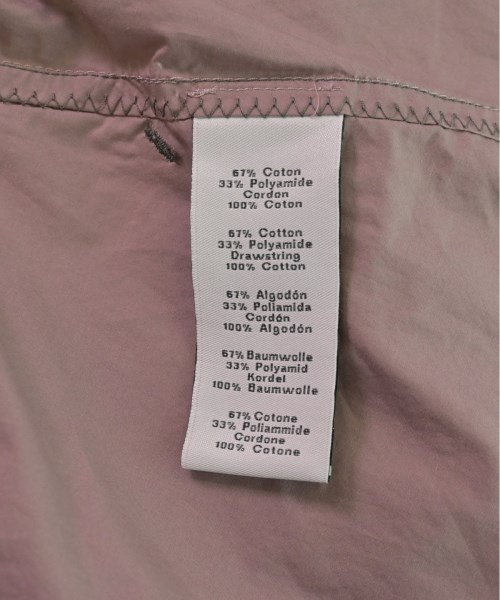 67% Coton
33% Polyamide
Cordon
100% Coton
67% Cotton
33% Polyamide
Drawstring
100% Cotton
67% Algodón
33% Poliamida
Cordón
100% Algodón
67% Baumwolle
33% Polyamid
Kordel
100% Baumwolle
67% Cotone
33% Poliammide
Cordone
100% Cotone